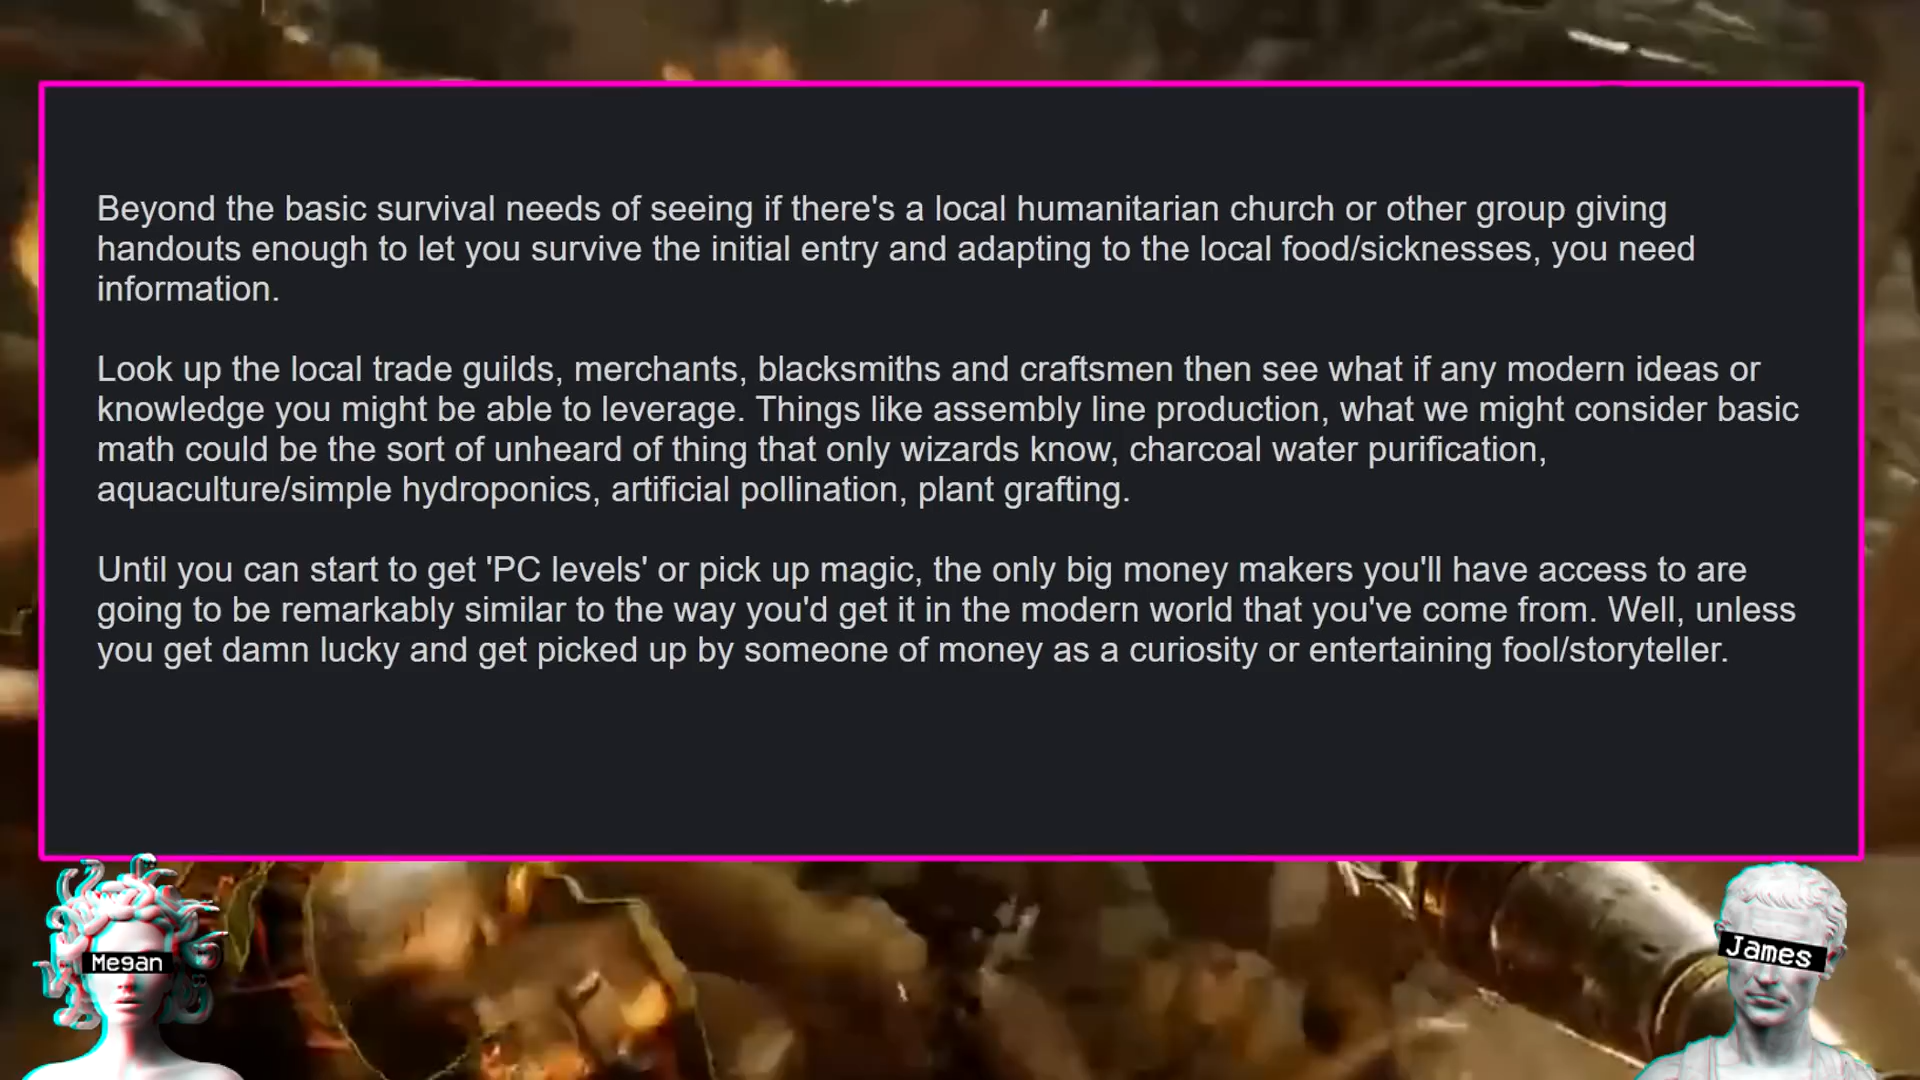 Beyond the basic survival needs of seeing if there's a local humanitarian church or other group giving
handouts enough to let you survive the initial entry and adapting to the local food/sicknesses, you need
information.
Look up the local trade guilds, merchants, blacksmiths and craftsmen then see what if any modern ideas or
knowledge you might be able to leverage. Things like assembly line production, what we might consider basic
math could be the sort of unheard of thing that only wizards know, charcoal water purification,
aquaculture/simple hydroponics, artificial pollination, plant grafting.
Until you can start to get 'PC levels' or pick up magic, the only big money makers you'll have access to are
going to be remarkably similar to the way you'd get it in the modern world that you've come from. Well, unless
you get damn lucky and get picked up by someone of money as a curiosity or entertaining fool/storyteller.
Megan
James